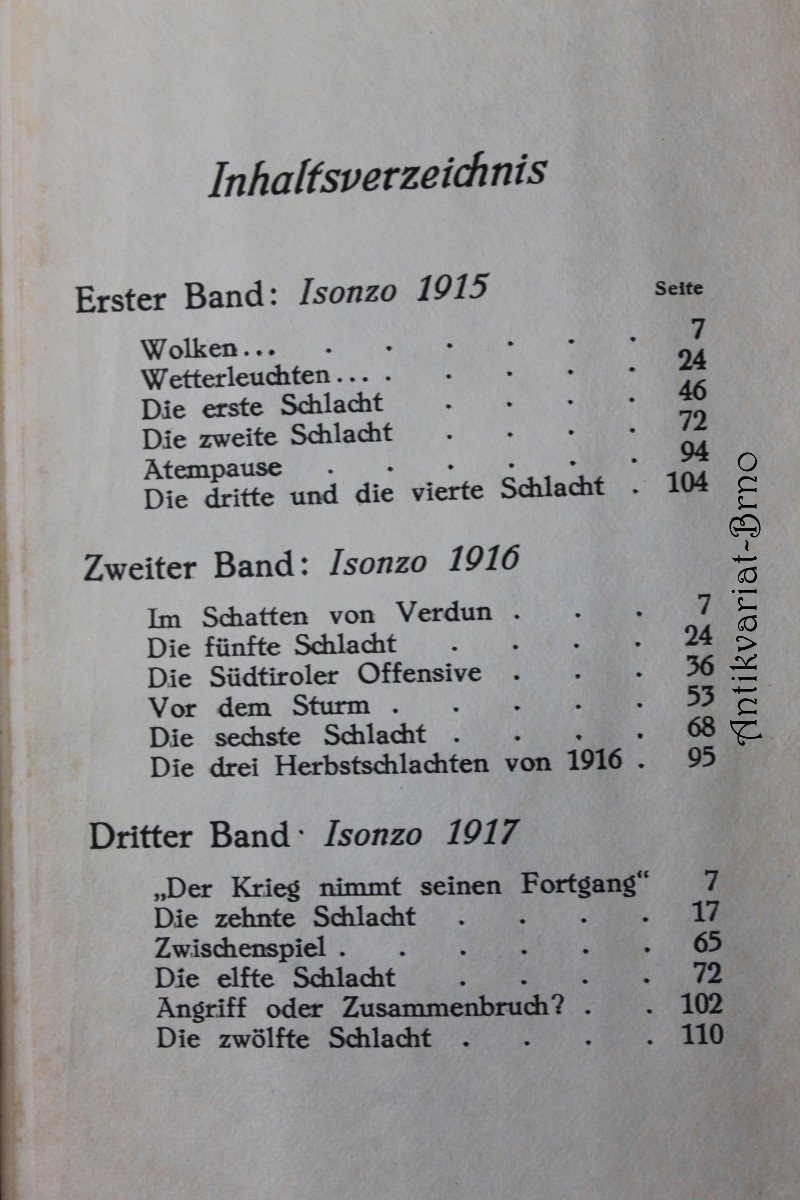 Inhaltsverzeichnis
Erster Band: Isonzo 1915 Seite
Wolken... . . . . . . 7
Wetterleuchten... . . . . . 24
Die erste Schlacht . . . . 46
Die zweite Schlacht . . . . 72
Atempause . . . . . . 94
Die dritte und die vierte Schlacht . 104
Zweiter Band: Isonzo 1916
Im Schatten von Verdun . . . 7
Die fünfte Schlacht . . . . 24
Die Südtiroler Offensive . . . 36
Vor dem Sturm . . . . . 53
Die sechste Schlacht . . . . 68
Die drei Herbstschlachten von 1916 . 95
Dritter Band· Isonzo 1917
„Der Krieg nimmt seinen Fortgang“ 7
Die zehnte Schlacht . . . . 17
Zwischenspiel . . . . . . 65
Die elfte Schlacht . . . . 72
Angriff oder Zusammenbruch? . . 102
Die zwölfte Schlacht . . . . 110
Antikvariat-Brno